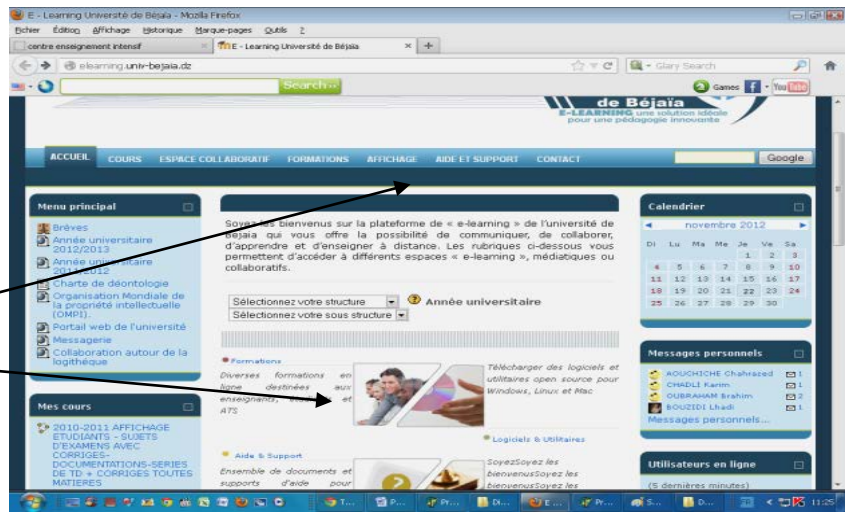 E - Learning Université de Béjaia - Mozilla Firefox
Fichier Édition Affichage Historique Marque-pages Outils ?
centre enseignement intensif
E - Learning Université de Béjaia
elearning.univ-bejaia.dz
Glary Search
Search
Games
You Tube
de Béjaïa
E-LEARNING une solution idéale
pour une pédagogie innovante
ACCUEIL COURS ESPACE COLLABORATIF FORMATIONS AFFICHAGE AIDE ET SUPPORT CONTACT
Google
Menu principal
Brèves
Année universitaire
2012/2013
Année universitaire
2011/2012
Charte de déontologie
Organisation Mondiale de
la propriété intellectuelle
(OMPI).
Portail web de l'université
Messagerie
Collaboration autour de la
logithèque
Mes cours
2010-2011 AFFICHAGE
ETUDIANTS - SUJETS
D'EXAMENS AVEC
CORRIGES-
DOCUMENTATIONS-SERIES
DE TD + CORRIGES TOUTES
MATIERES
Soyez les bienvenus sur la plateforme de « e-learning » de l'université de
Bejaia qui vous offre la possibilité de communiquer, de collaborer,
d'apprendre et d'enseigner à distance. Les rubriques ci-dessous vous
permettent d'accéder à différents espaces « e-learning », médiatiques ou
collaboratifs.
Sélectionnez votre structure
Année universitaire
Sélectionnez votre sous structure
Formations
Diverses formations en
ligne destinées aux
enseignants, étudiants et
ATS
Télécharger des logiciels et
utilitaires open source pour
Windows, Linux et Mac
Logiciels & Utilitaires
Aide & Support
Ensemble de documents et
supports d'aide pour
SoyezSoyez les
bienvenusSoyez les
bienvenusSoyez les
Calendrier
novembre 2012
Di Lu Ma Me Je Ve Sa
1 2 3
4 5 6 7 8 9 10
11 12 13 14 15 16 17
18 19 20 21 22 23 24
25 26 27 28 29 30
Messages personnels
AOUCHICHE Chahrazed 1
CHADLI Karim 1
OUBRAHAM Brahim 2
BOUZIDI Lhadi 1
Messages personnels...
Utilisateurs en ligne
(5 dernières minutes)
T... P... Pr... Di... E... Pr... S... D... 11:25